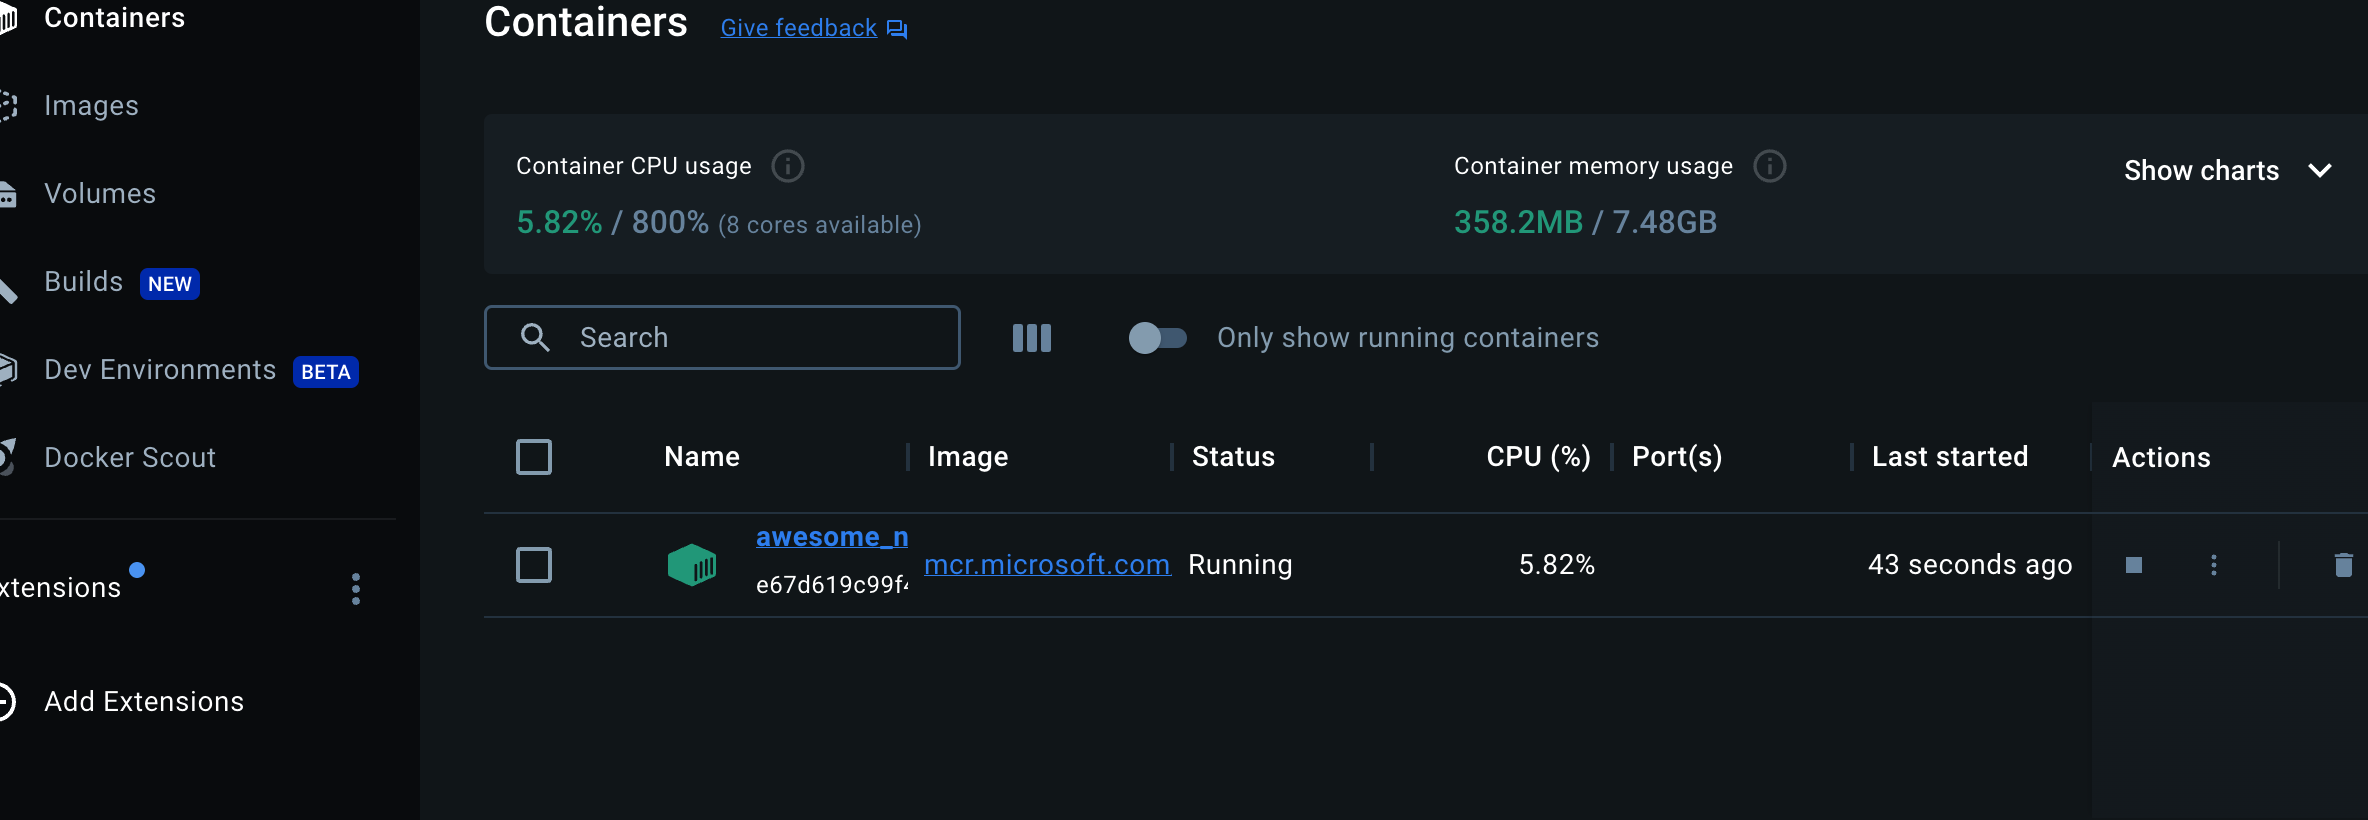 Containers
Images
Volumes
Builds NEW
Dev Environments BETA
Docker Scout
xtensions
Add Extensions
Containers Give feedback
Container CPU usage
5.82% / 800% (8 cores available)
Container memory usage
358.2MB / 7.48GB
Show charts
Search
Only show running containers
Name Image Status CPU (%) Port(s) Last started Actions
awesome_n
e67d619c99f4
mcr.microsoft.com Running 5.82% 43 seconds ago